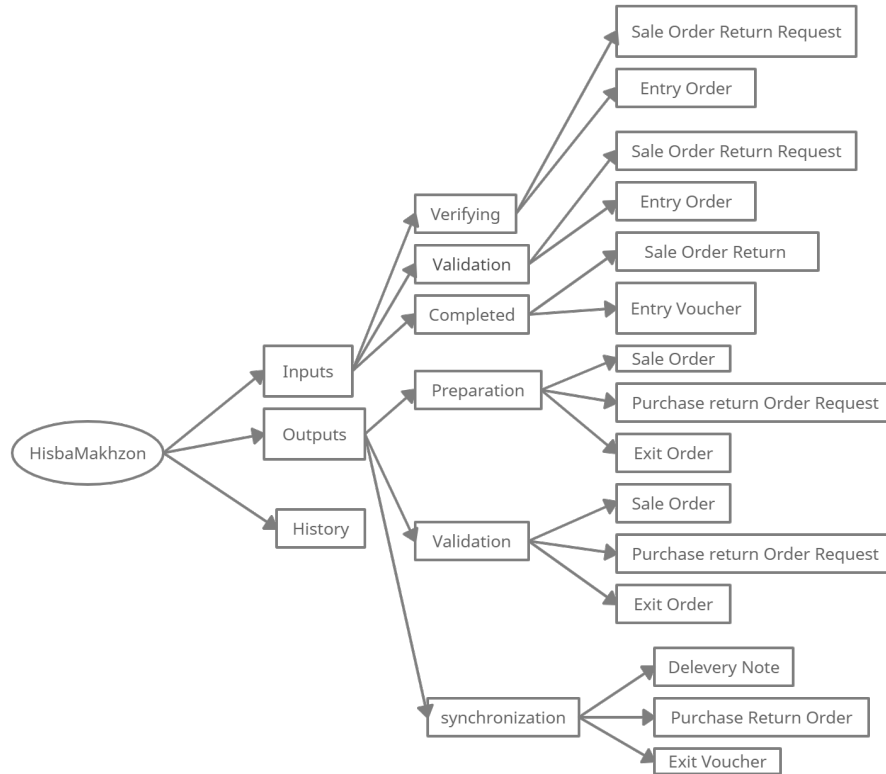 Sale Order Return Request
Entry Order
Sale Order Return Request
Entry Order
Verifying
Sale Order Return
Validation
Entry Voucher
Completed
Sale Order
Inputs
Preparation
Purchase return Order Request
Outputs
HisbaMakhzon
Exit Order
Sale Order
History
Validation
Purchase return Order Request
Exit Order
Delevery Note
synchronization
Purchase Return Order
Exit Voucher